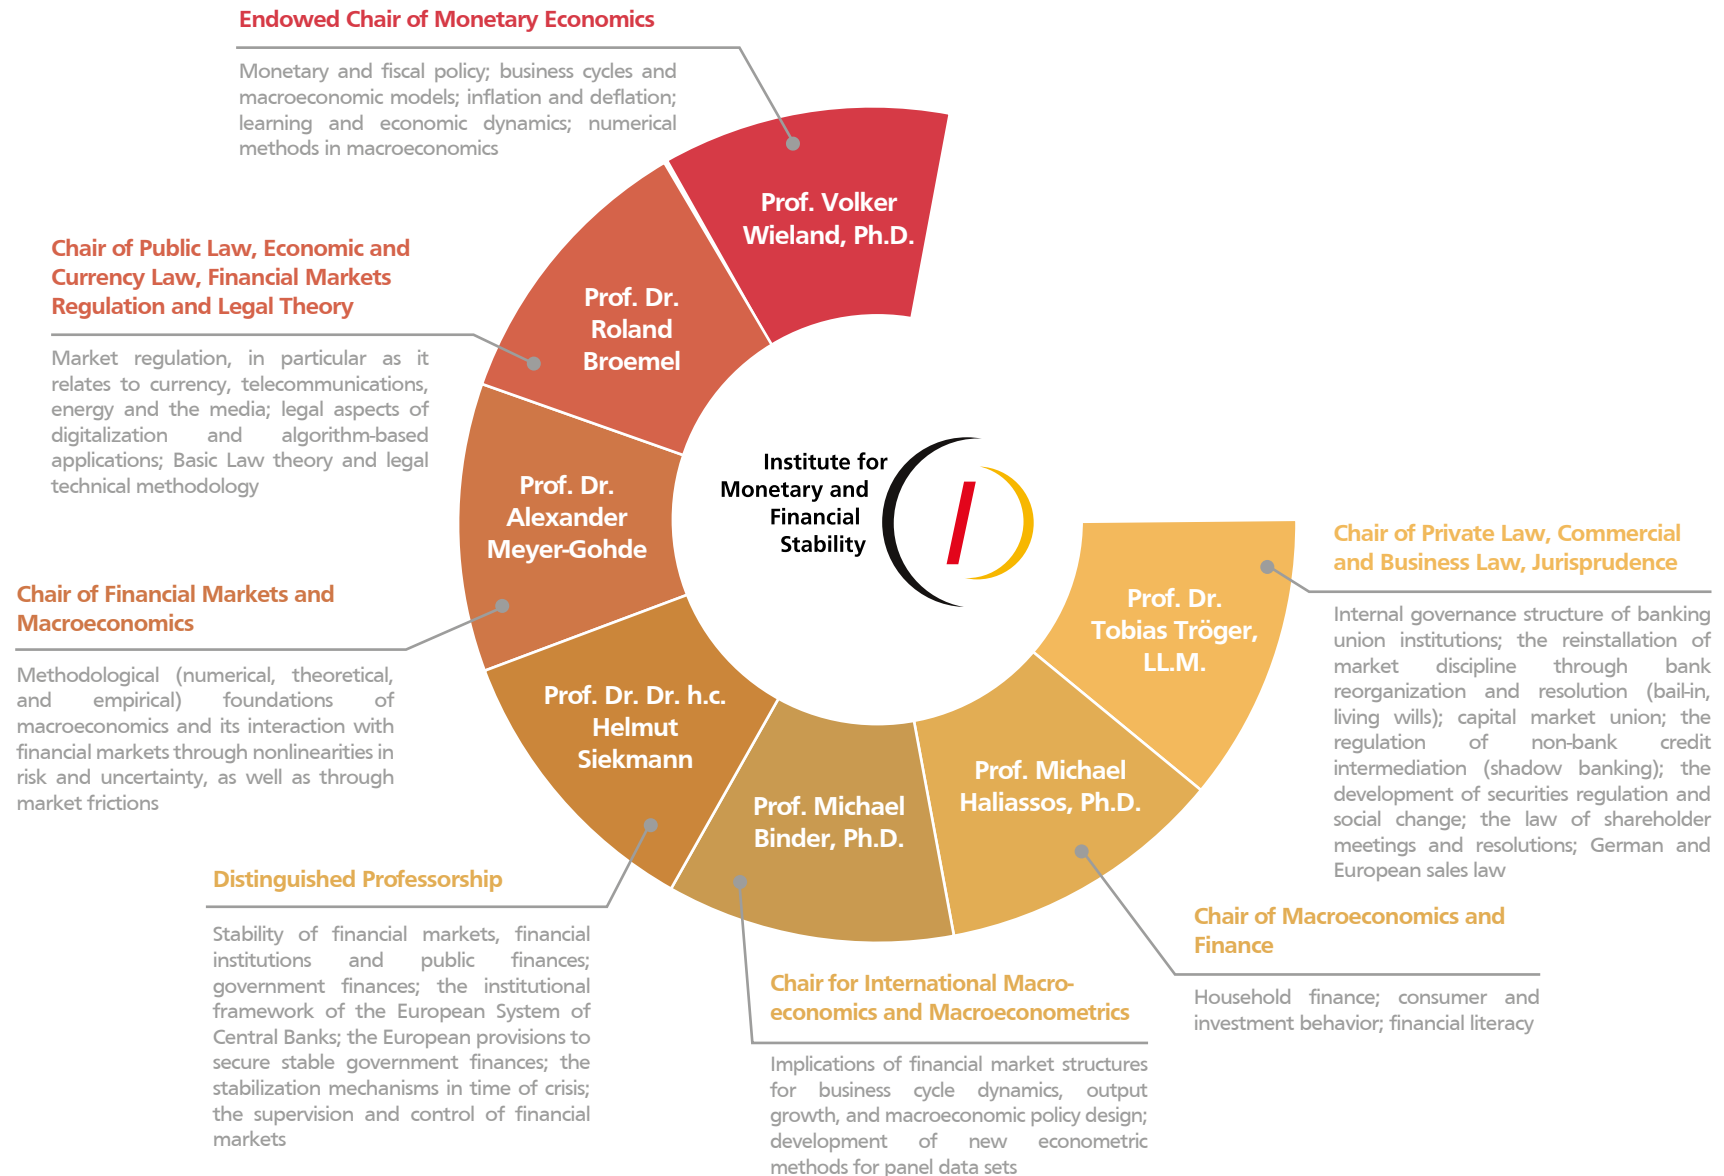 Endowed Chair of Monetary Economics
Monetary and fiscal policy; business cycles and
macroeconomic models; inflation and deflation;
learning and economic dynamics; numerical
methods in macroeconomics
Prof. Volker
Wieland, Ph.D.
Chair of Public Law, Economic and
Currency Law, Financial Markets
Regulation and Legal Theory
Market regulation, in particular as it
relates to currency, telecommunications,
energy and the media; legal aspects of
digitalization and algorithm-based
applications; Basic Law theory and legal
technical methodology
Prof. Dr.
Roland
Broemel
Prof. Dr.
Alexander
Meyer-Gohde
Institute for
Monetary and
Financial
Stability
Chair of Financial Markets and
Macroeconomics
Methodological (numerical, theoretical,
and empirical) foundations of
macroeconomics and its interaction with
financial markets through nonlinearities in
risk and uncertainty, as well as through
market frictions
Prof. Dr. Dr. h.c.
Helmut
Siekmann
Distinguished Professorship
Stability of financial markets, financial
institutions and public finances;
government finances; the institutional
framework of the European System of
Central Banks; the European provisions to
secure stable government finances; the
stabilization mechanisms in time of crisis;
the supervision and control of financial
markets
Prof. Michael
Binder, Ph.D.
Chair for International Macro-
economics and Macroeconometrics
Implications of financial market structures
for business cycle dynamics, output
growth, and macroeconomic policy design;
development of new econometric
methods for panel data sets
Prof. Michael
Haliassos, Ph.D.
Chair of Macroeconomics and
Finance
Household finance; consumer and
investment behavior; financial literacy
Prof. Dr.
Tobias Tröger,
LL.M.
Chair of Private Law, Commercial
and Business Law, Jurisprudence
Internal governance structure of banking
union institutions; the reinstallation of
market discipline through bank
reorganization and resolution (bail-in,
living wills); capital market union; the
regulation of non-bank credit
intermediation (shadow banking); the
development of securities regulation and
social change; the law of shareholder
meetings and resolutions; German and
European sales law